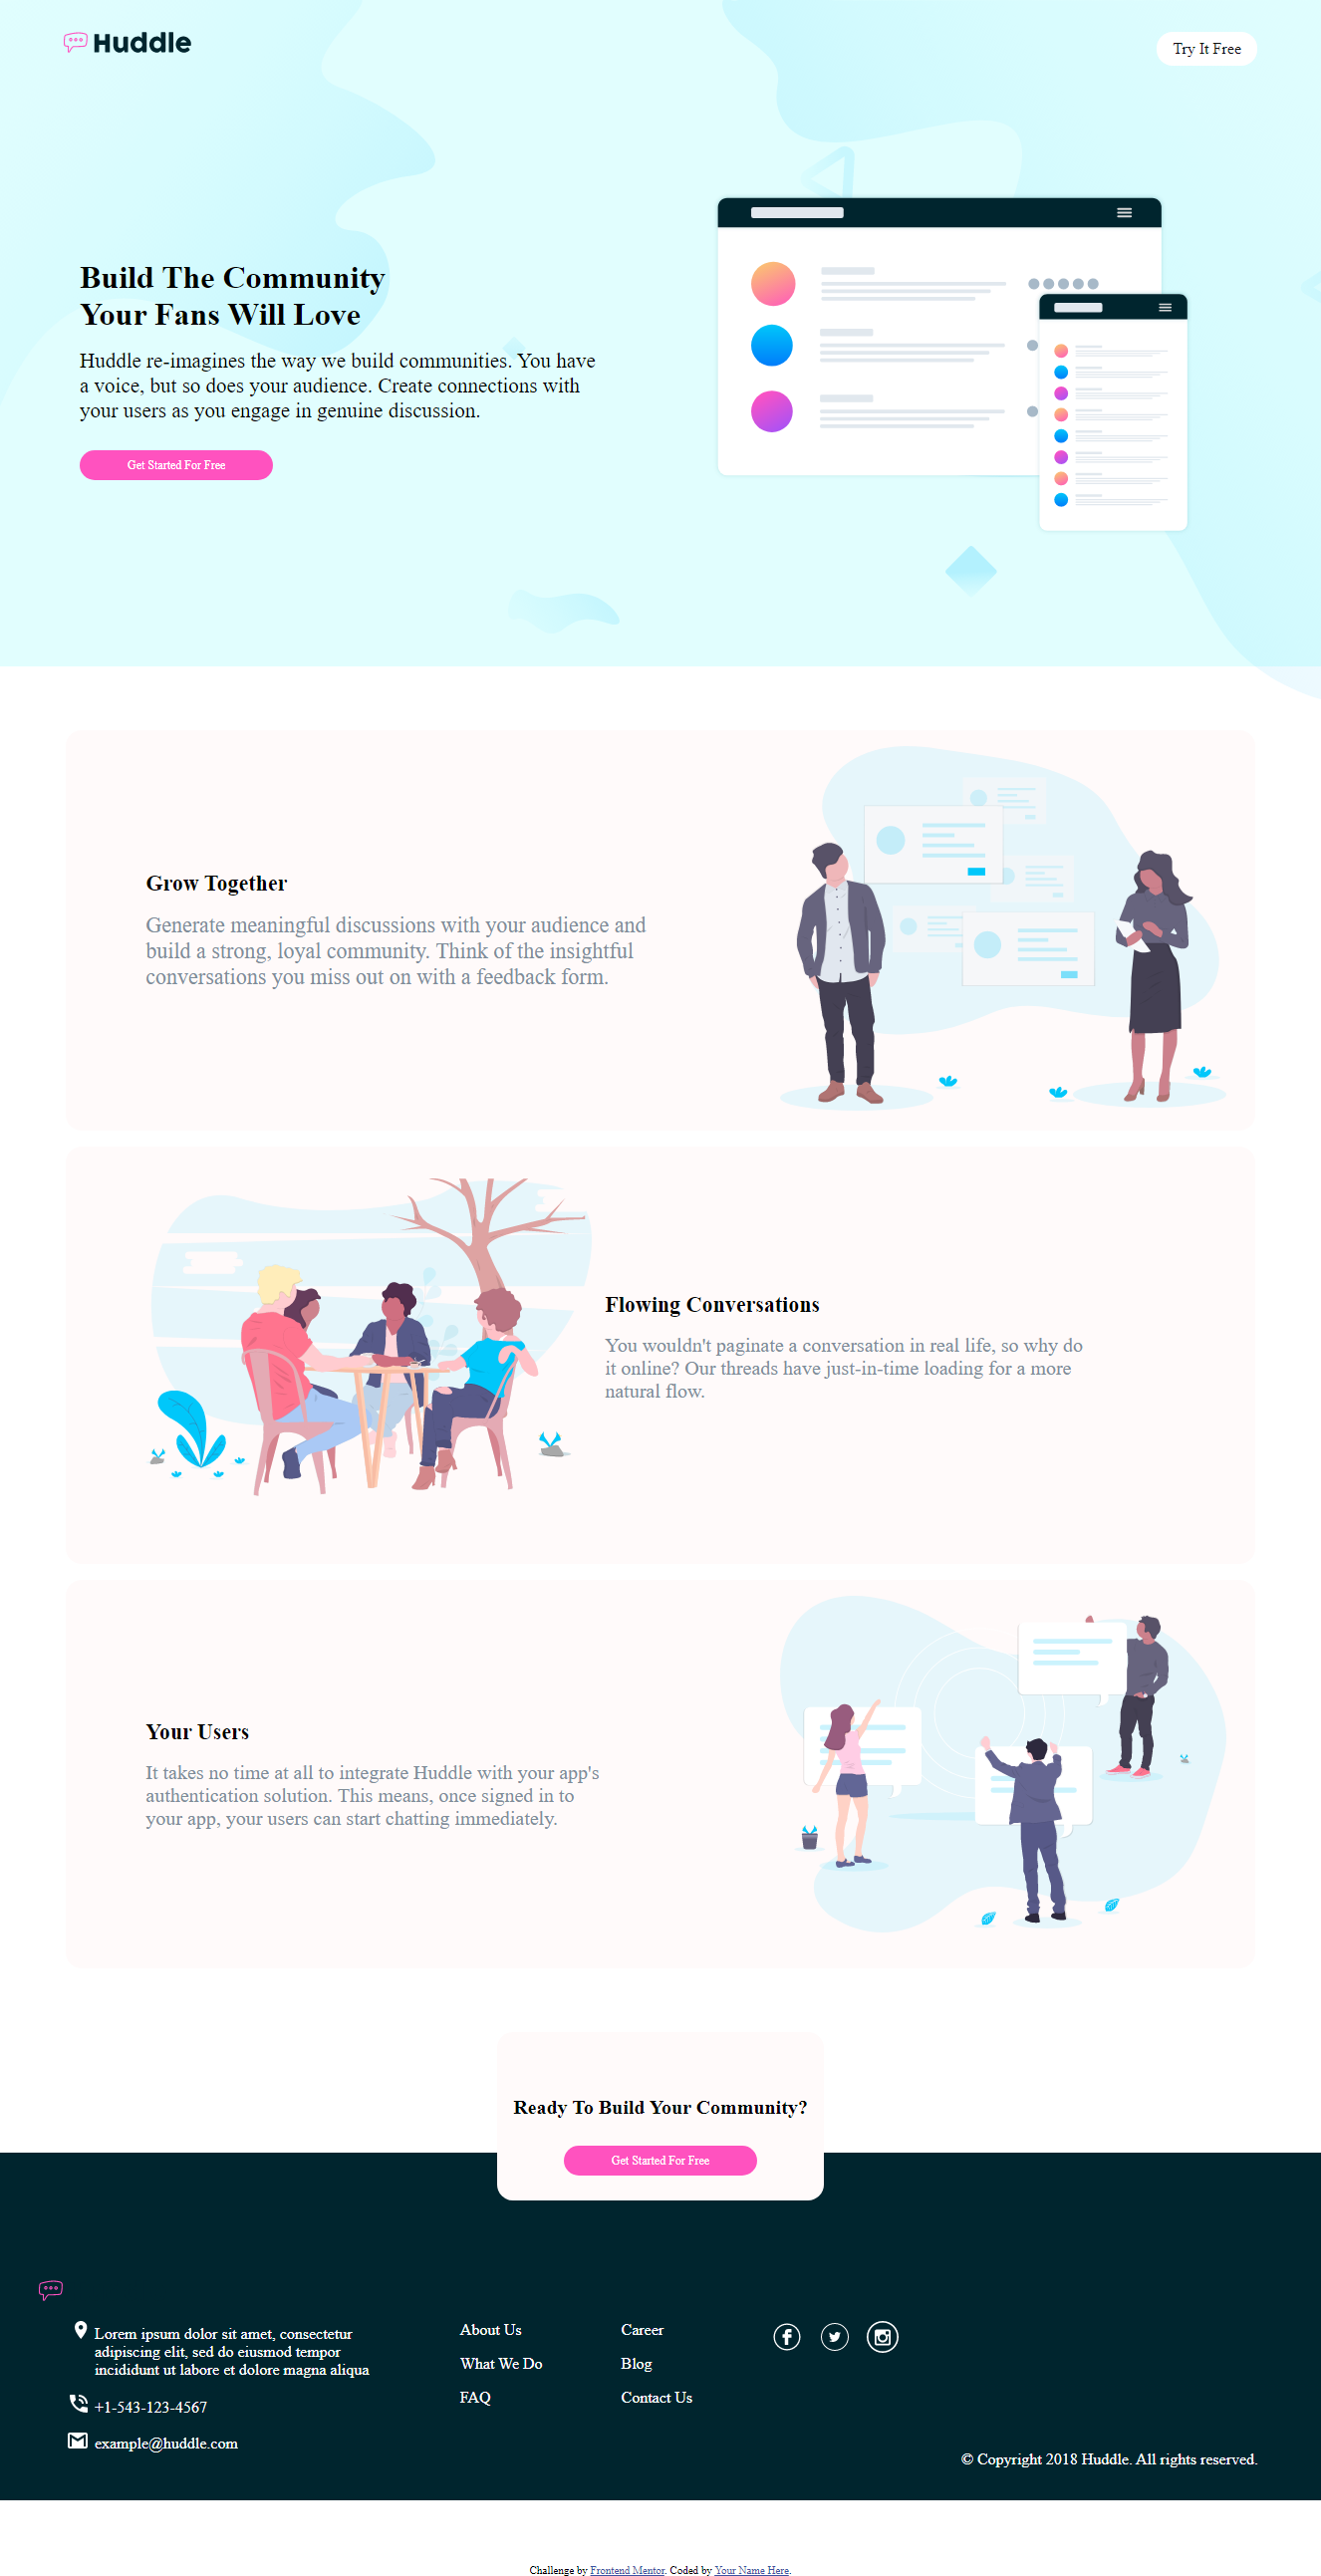 Huddle
Try It Free
Build The Community
Your Fans Will Love
Huddle re-imagines the way we build communities. You have
a voice, but so does your audience. Create connections with
your users as you engage in genuine discussion.
Get Started For Free
Grow Together
Generate meaningful discussions with your audience and
build a strong, loyal community. Think of the insightful
conversations you miss out on with a feedback form.
Flowing Conversations
You wouldn't paginate a conversation in real life, so why do
it online? Our threads have just-in-time loading for a more
natural flow.
Your Users
It takes no time at all to integrate Huddle with your app's
authentication solution. This means, once signed in to
your app, your users can start chatting immediately.
Ready To Build Your Community?
Get Started For Free
Lorem ipsum dolor sit amet, consectetur
adipiscing elit, sed do eiusmod tempor
incididunt ut labore et dolore magna aliqua
+1-543-123-4567
example@huddle.com
About Us
What We Do
FAQ
Career
Blog
Contact Us
© Copyright 2018 Huddle. All rights reserved.
Challenge by Frontend Mentor. Coded by Your Name Here.